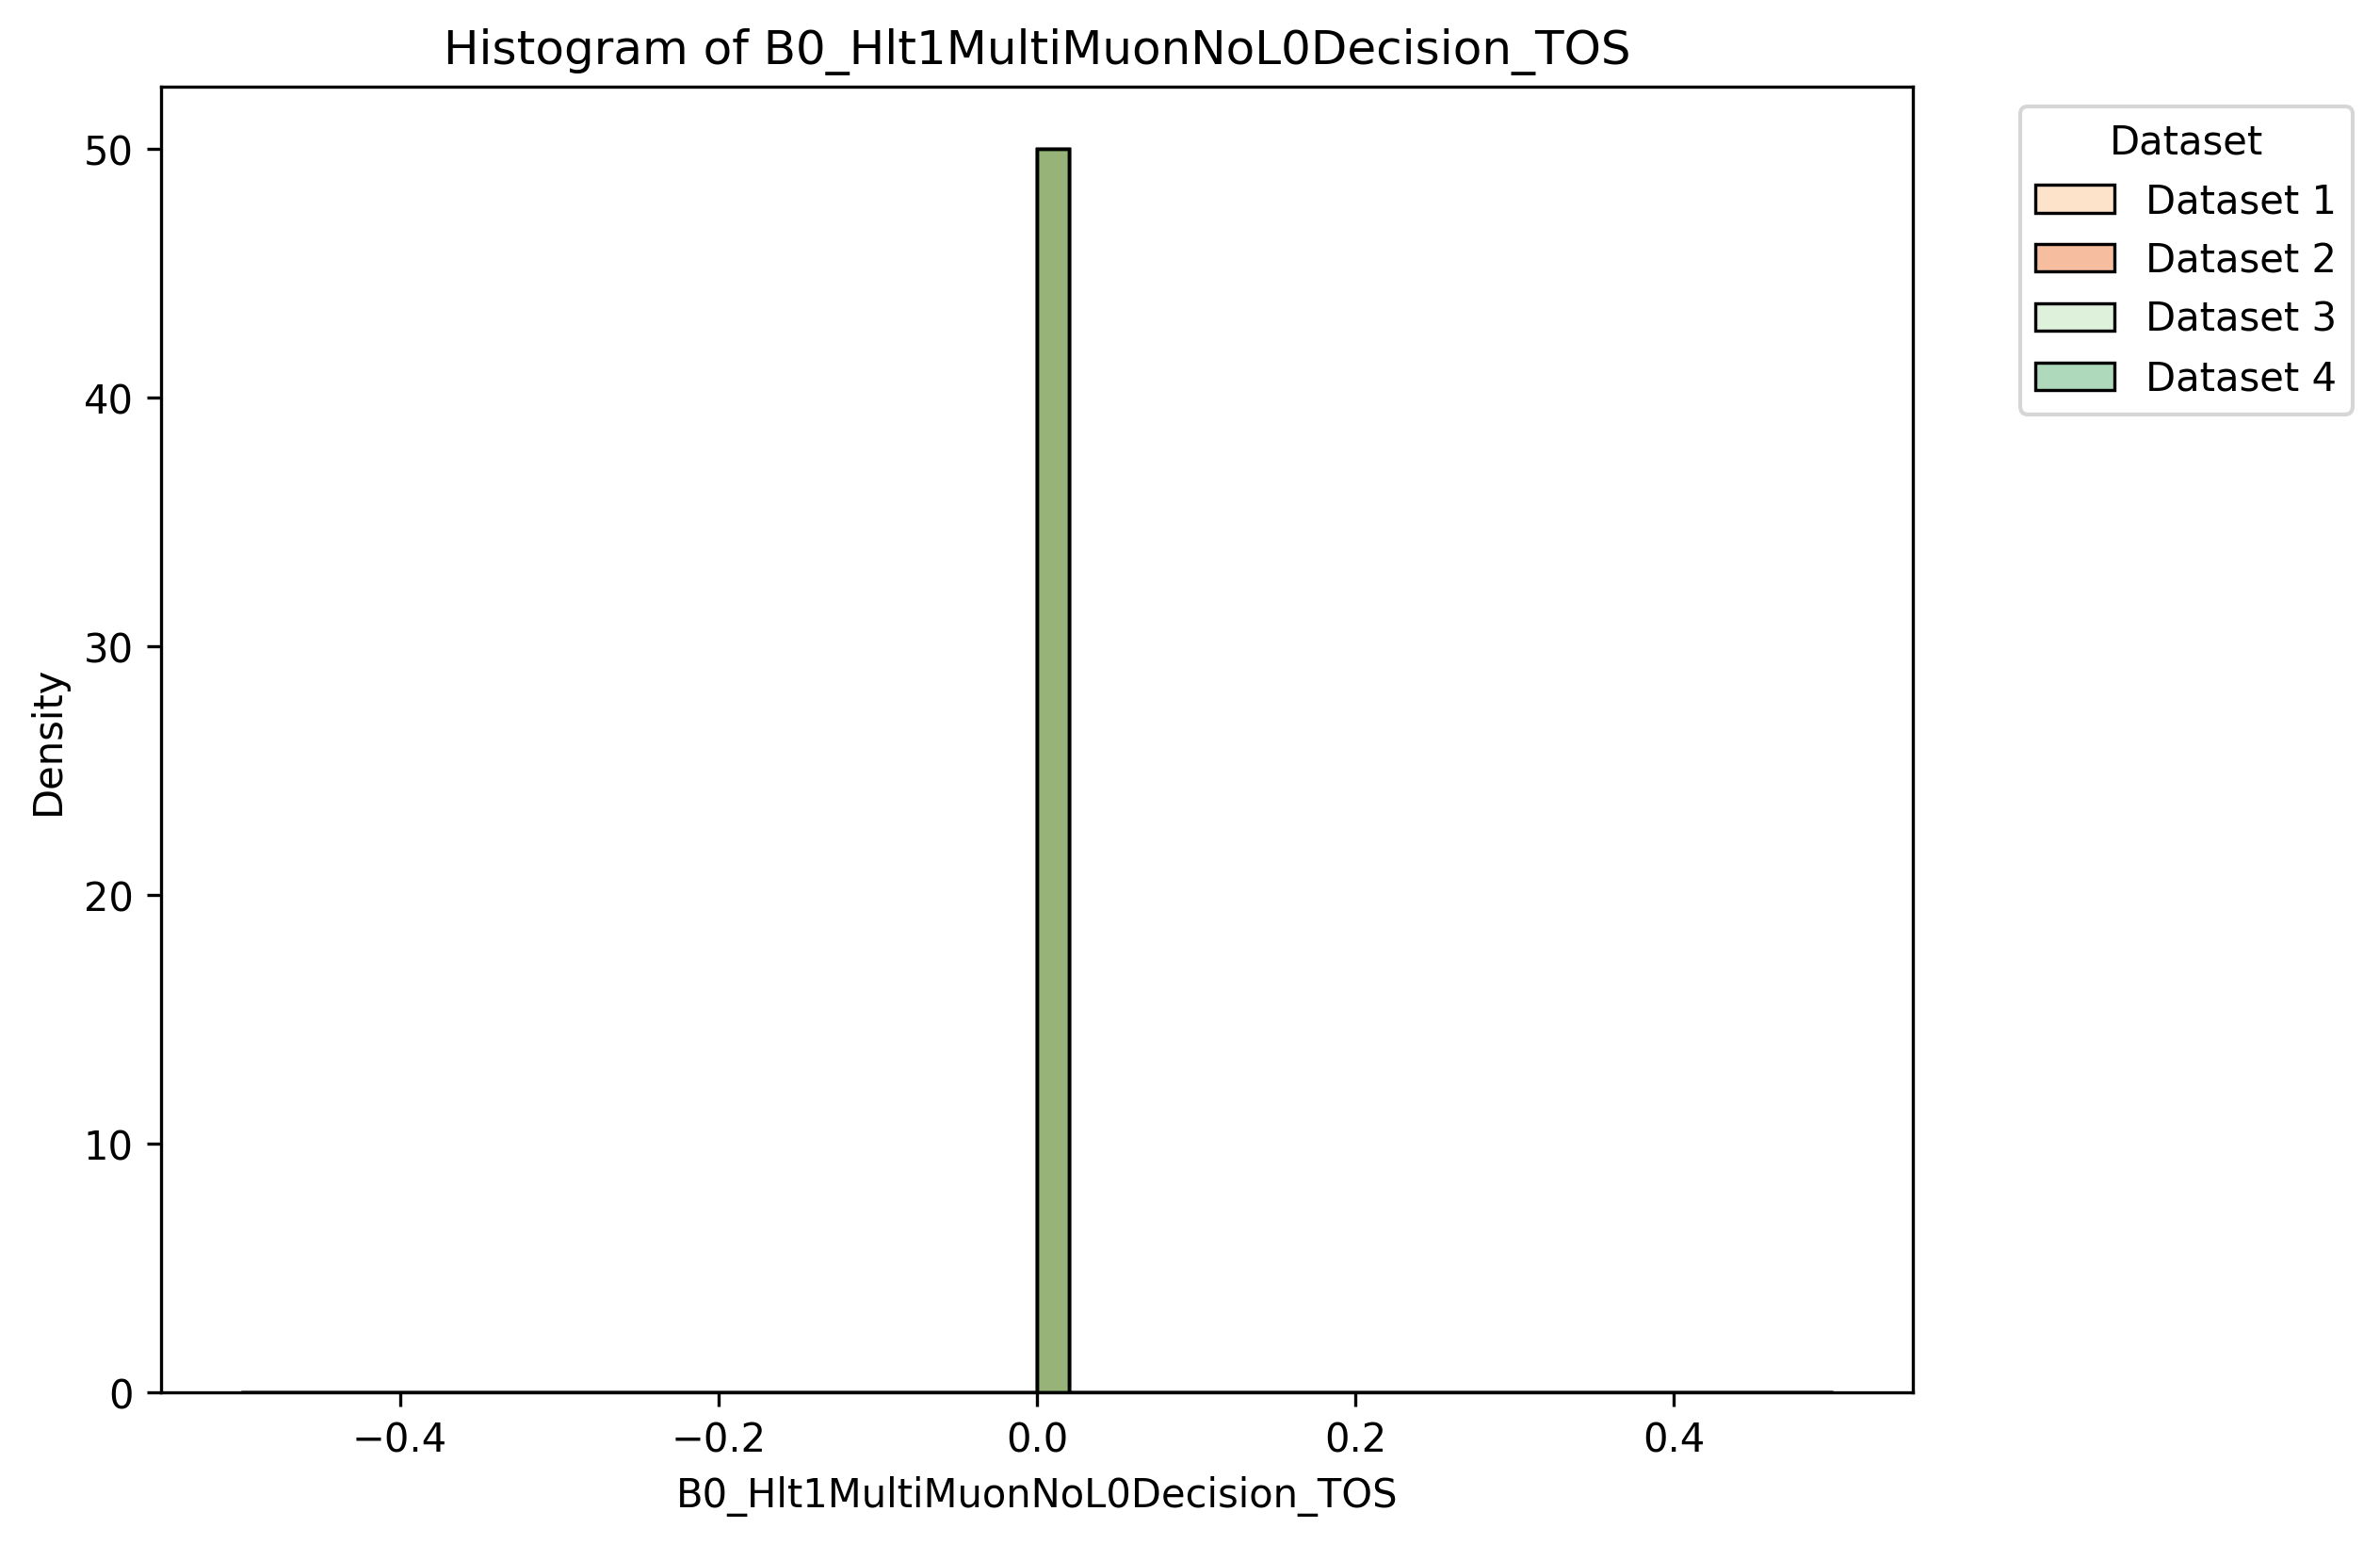 Histogram of B0_Hlt1MultiMuonNoL0Decision_TOS
Dataset
Dataset 1
Dataset 2
Dataset 3
Dataset 4
50
40
30
20
10
0
Density
−0.4
−0.2
0.0
0.2
0.4
B0_Hlt1MultiMuonNoL0Decision_TOS